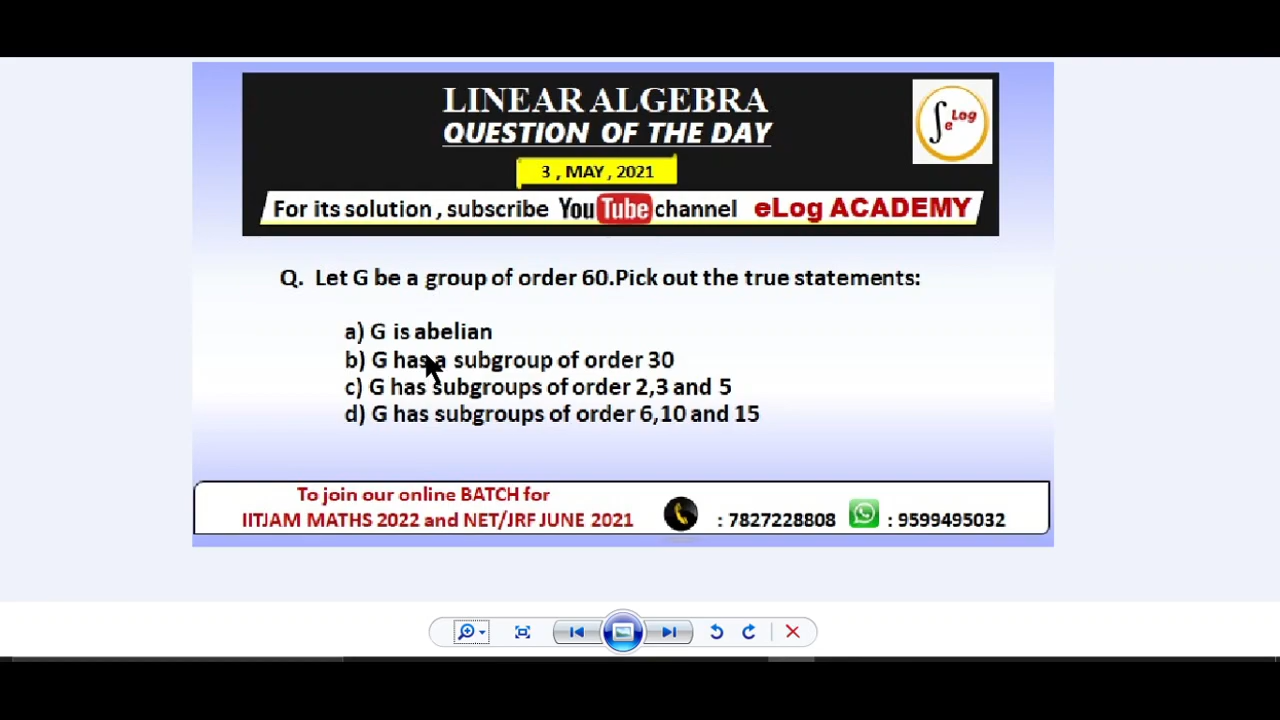 LINEAR ALGEBRA
QUESTION OF THE DAY
3 , MAY , 2021
For its solution , subscribe YouTube channel eLog ACADEMY
∫e Log
Q. Let G be a group of order 60.Pick out the true statements:
a) G is abelian
b) G has a subgroup of order 30
c) G has subgroups of order 2,3 and 5
d) G has subgroups of order 6,10 and 15
To join our online BATCH for
IITJAM MATHS 2022 and NET/JRF JUNE 2021
: 7827228808 : 9599495032